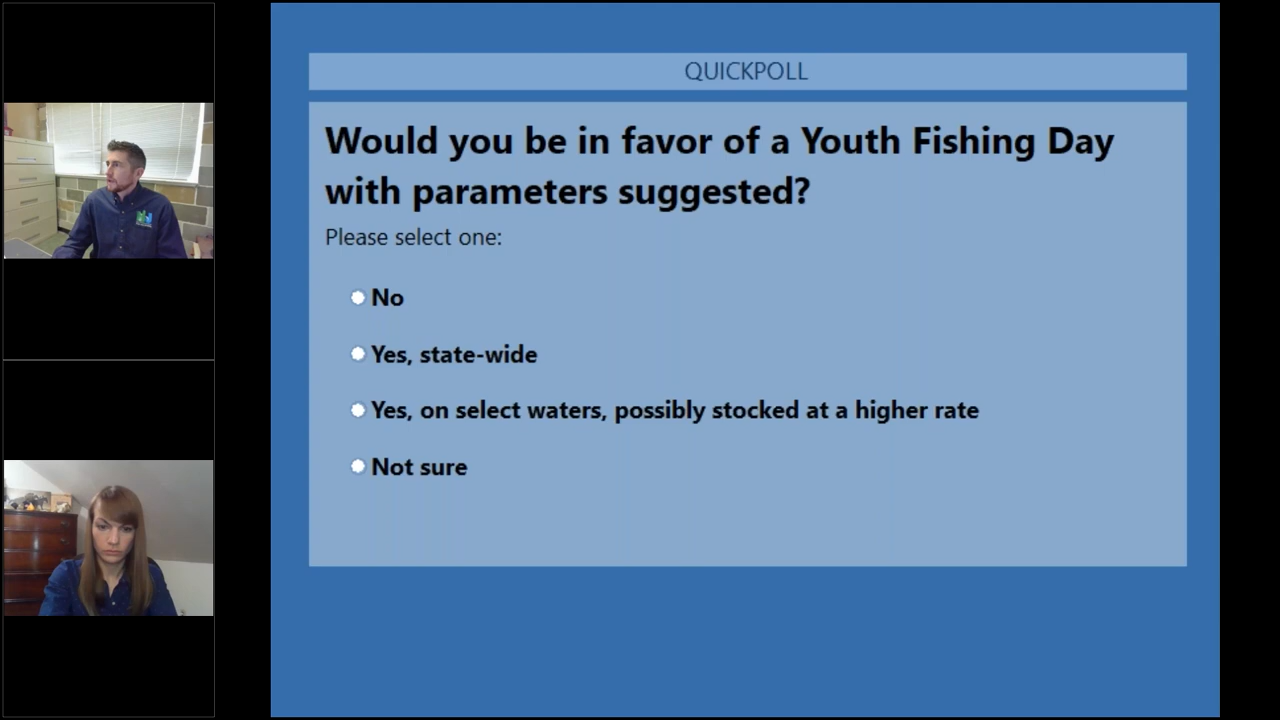 QUICKPOLL
Would you be in favor of a Youth Fishing Day
with parameters suggested?
Please select one:
No
Yes, state-wide
Yes, on select waters, possibly stocked at a higher rate
Not sure